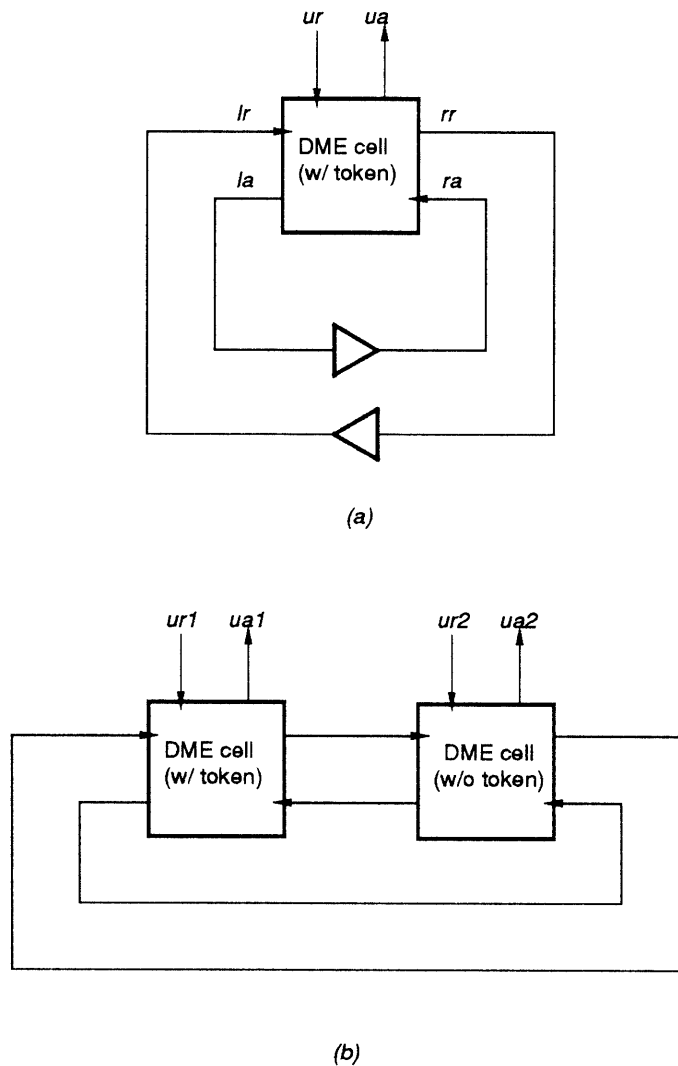 ur ua
lr rr
DME cell
(w/ token)
la ra
(a)
ur1 ua1 ur2 ua2
DME cell
(w/ token)
DME cell
(w/o token)
(b)